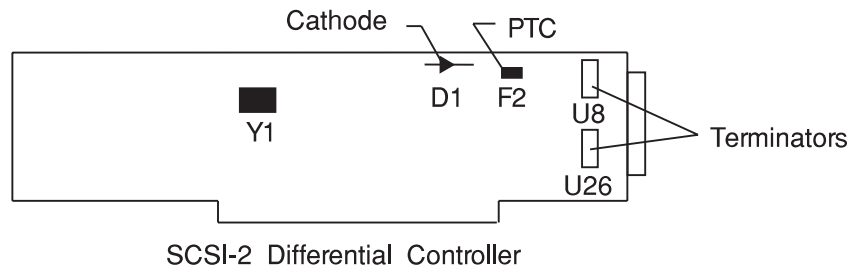 Cathode
PTC
D1
F2
Y1
U8
Terminators
U26
SCSI-2 Differential Controller